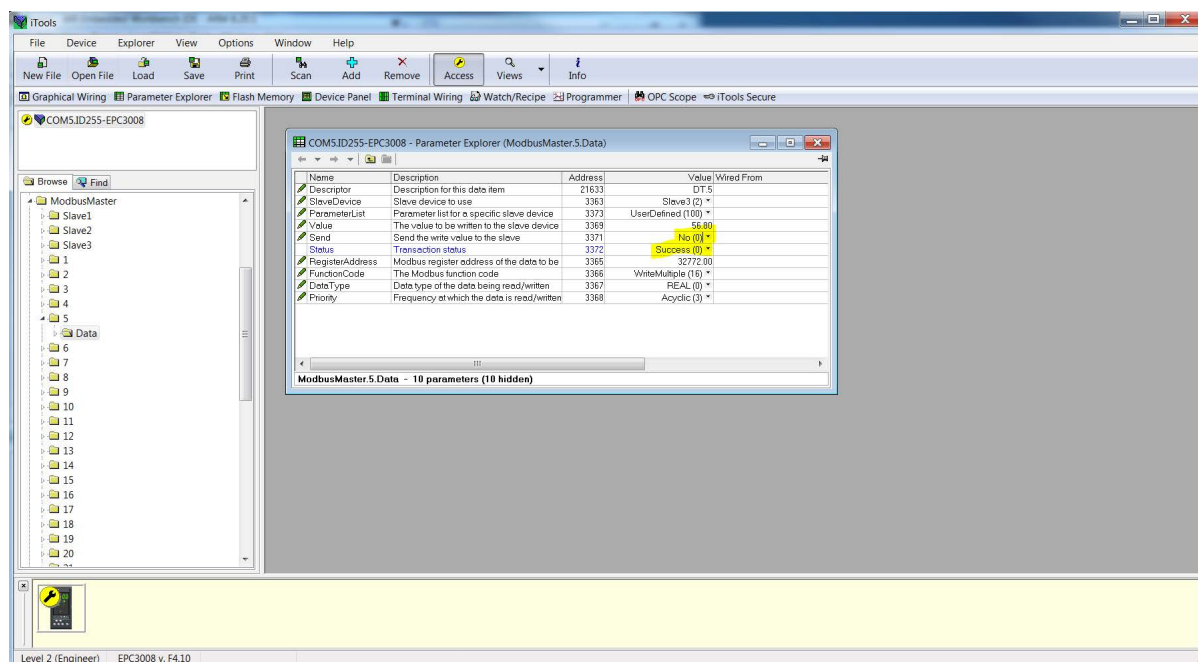 iTools
File Device Explorer View Options Window Help
New File Open File Load Save Print Scan Add Remove Access Views Info
Graphical Wiring Parameter Explorer Flash Memory Device Panel Terminal Wiring Watch/Recipe Programmer OPC Scope iTools Secure
COM5.ID255-EPC3008
Browse Find
ModbusMaster
Slave1
Slave2
Slave3
1
2
3
4
5
Data
6
7
8
9
10
11
12
13
14
15
16
17
18
19
20
COM5.ID255-EPC3008 - Parameter Explorer (ModbusMaster.5.Data)
Name Description Address Value Wired From
Descriptor Description for this data item 21633 DT.5
SlaveDevice Slave device to use 3363 Slave3 (2)
ParameterList Parameter list for a specific slave device 3373 UserDefined (100)
Value The value to be written to the slave device 3369 56.80
Send Send the write value to the slave 3371 No (0)
Status Transaction status 3372 Success (0)
RegisterAddress Modbus register address of the data to be 3365 32772.00
FunctionCode The Modbus function code 3366 WriteMultiple (16)
DataType Data type of the data being read/written 3367 REAL (0)
Priority Frequency at which the data is read/written 3368 Acyclic (3)
ModbusMaster.5.Data - 10 parameters (10 hidden)
Level 2 (Engineer) EPC3008 v. F4.10